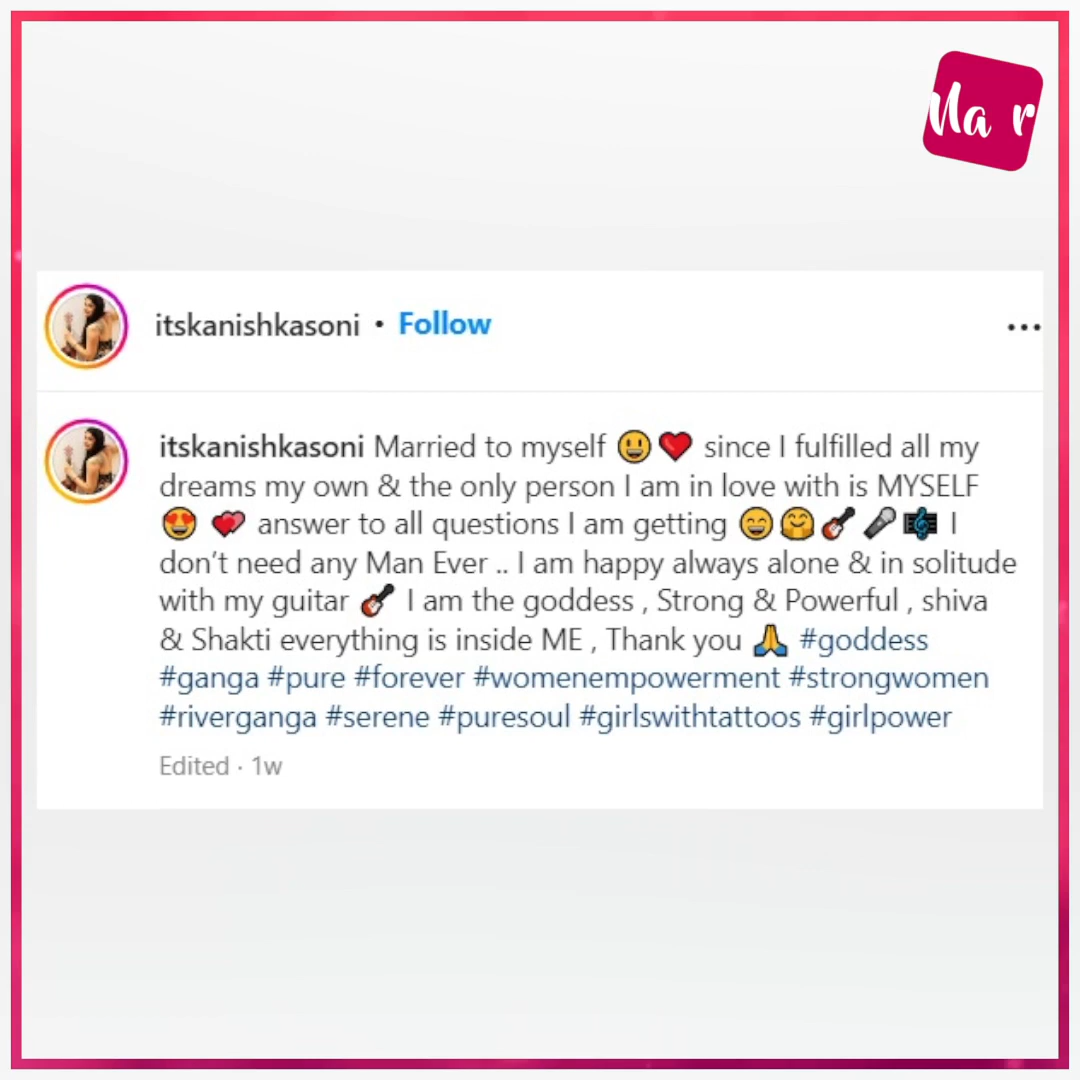 Ma r
itskanishkasoni • Follow
itskanishkasoni Married to myself 😃❤️ since I fulfilled all my
dreams my own & the only person I am in love with is MYSELF
😍 💕 answer to all questions I am getting 😄🤗🎸🎤🎼 I
don't need any Man Ever .. I am happy always alone & in solitude
with my guitar 🎸 I am the goddess , Strong & Powerful , shiva
& Shakti everything is inside ME , Thank you 🙏 #goddess
#ganga #pure #forever #womenempowerment #strongwomen
#riverganga #serene #puresoul #girlswithtattoos #girlpower
Edited · 1w